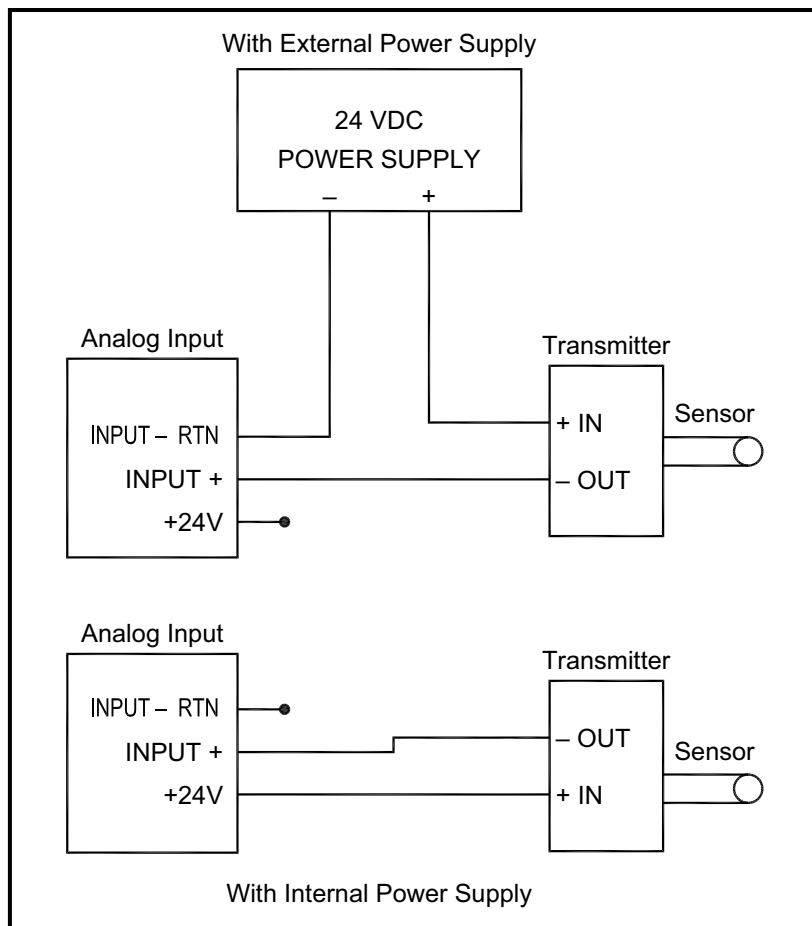 With External Power Supply
24 VDC
POWER SUPPLY
– +
Analog Input
Transmitter
INPUT – RTN
INPUT +
+24V
+ IN
– OUT
Sensor
Analog Input
Transmitter
INPUT – RTN
INPUT +
+24V
– OUT
+ IN
Sensor
With Internal Power Supply